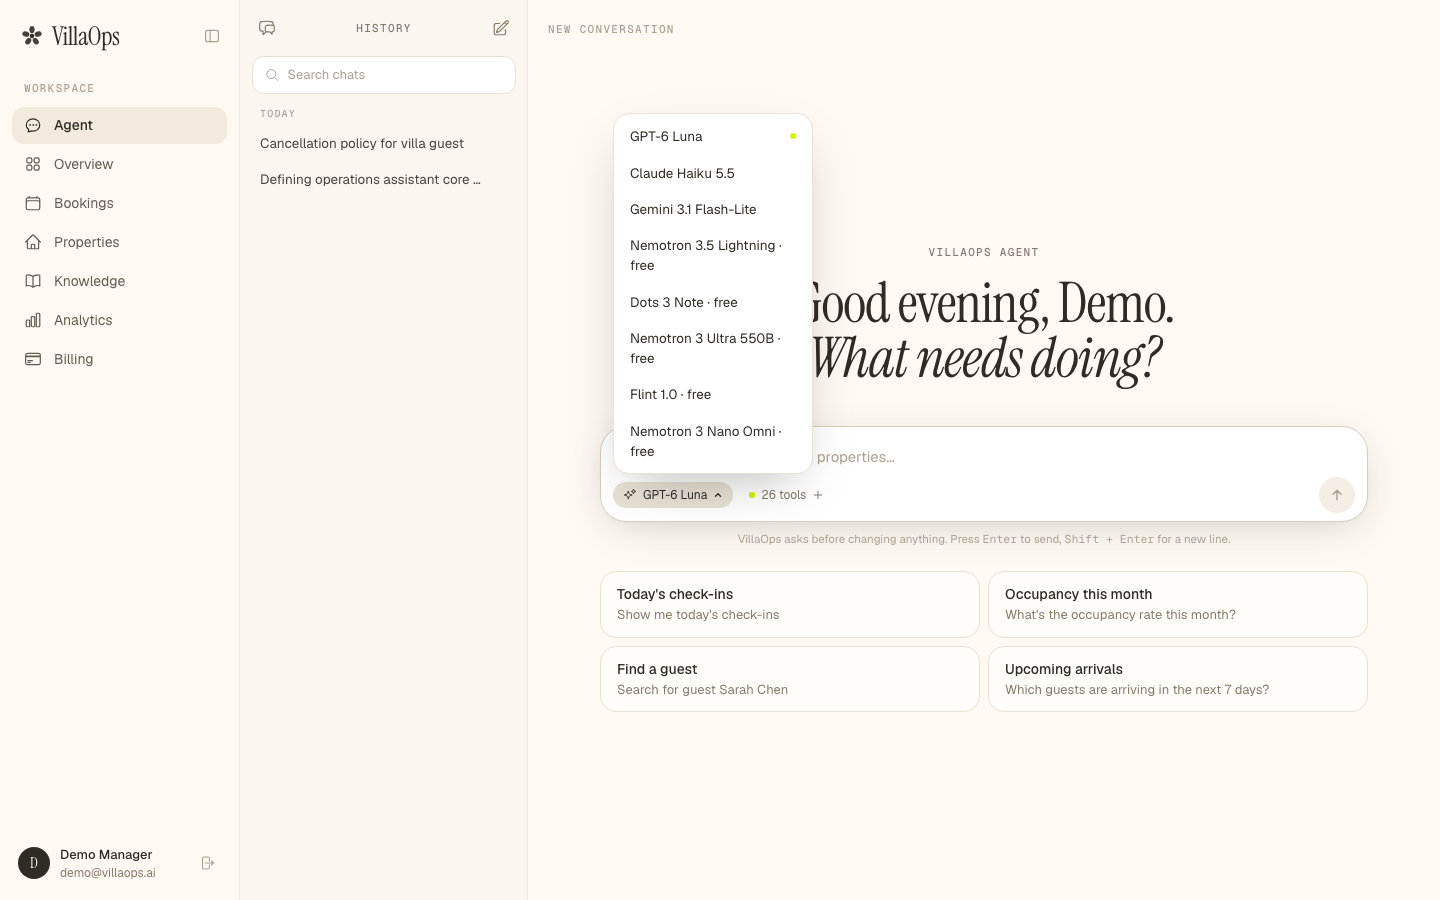 VillaOps
WORKSPACE
Agent
Overview
Bookings
Properties
Knowledge
Analytics
Billing
D
Demo Manager
demo@villaops.ai
HISTORY
Search chats
TODAY
Cancellation policy for villa guest
Defining operations assistant core ...
NEW CONVERSATION
GPT-6 Luna
Claude Haiku 5.5
Gemini 3.1 Flash-Lite
Nemotron 3.5 Lightning ·
free
Dots 3 Note · free
Nemotron 3 Ultra 550B ·
free
Flint 1.0 · free
Nemotron 3 Nano Omni ·
free
VILLAOPS AGENT
Good evening, Demo.
What needs doing?
properties...
GPT-6 Luna
26 tools
VillaOps asks before changing anything. Press Enter to send, Shift + Enter for a new line.
Today's check-ins
Show me today's check-ins
Occupancy this month
What's the occupancy rate this month?
Find a guest
Search for guest Sarah Chen
Upcoming arrivals
Which guests are arriving in the next 7 days?